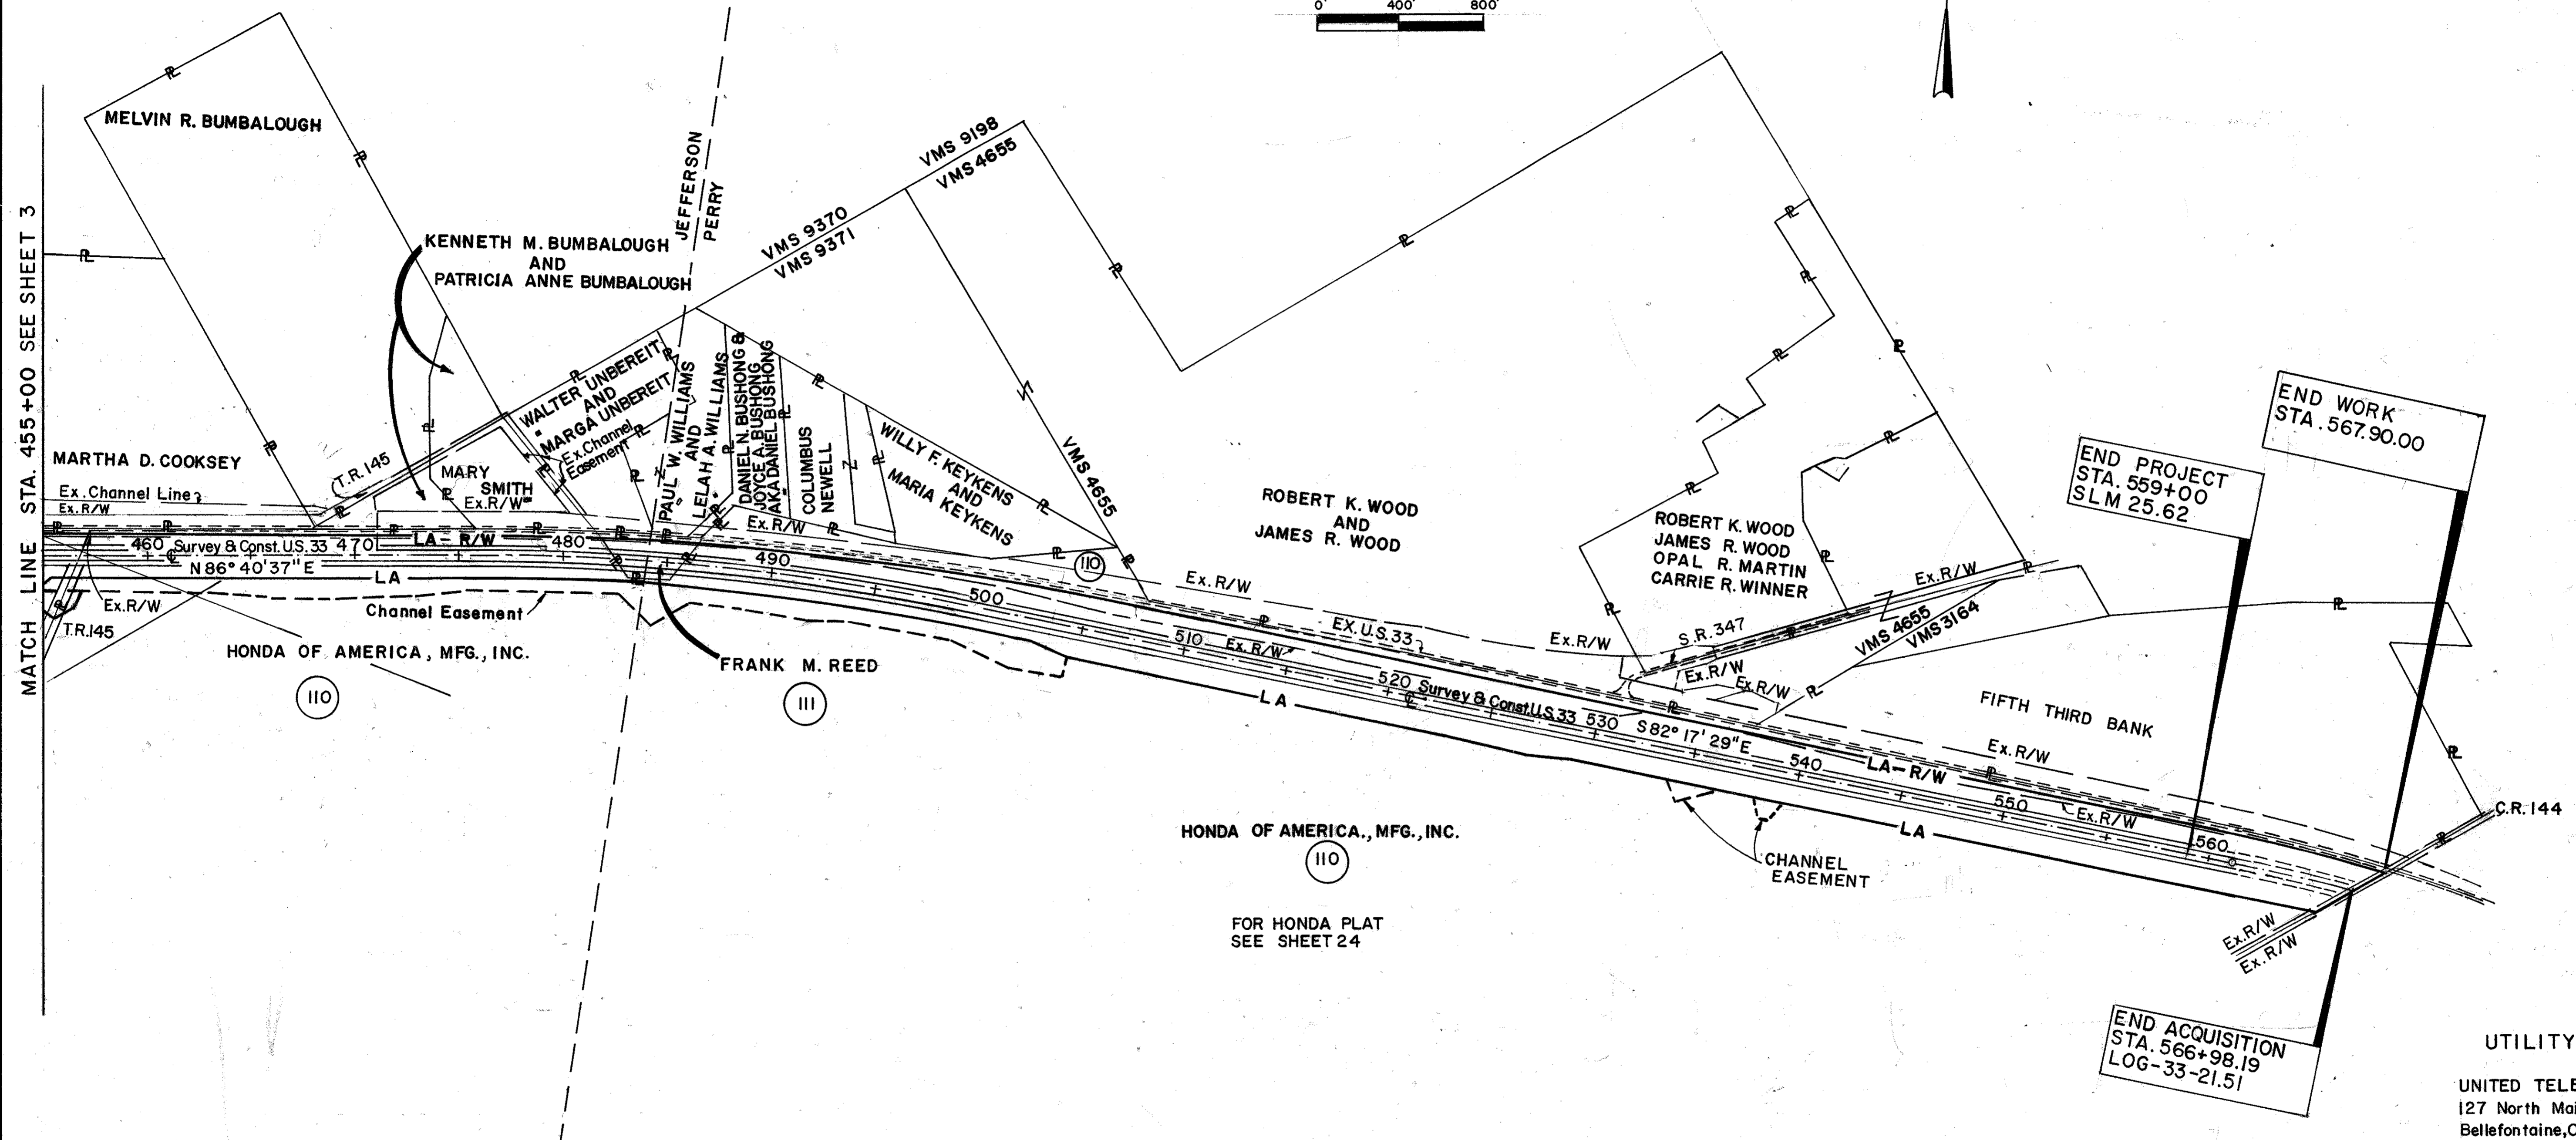 0'
400'
800'
MATCH LINE STA. 455+00 SEE SHEET 3
MELVIN R. BUMBALOUGH
KENNETH M. BUMBALOUGH
AND
PATRICIA ANNE BUMBALOUGH
JEFFERSON
PERRY
VMS 9370
VMS 9371
VMS 9198
VMS 4655
MARTHA D. COOKSEY
Ex. Channel Line
Ex.R/W
T.R.145
MARY
SMITH
Ex.R/W
WALTER UNBEREIT
AND
MARGA UNBEREIT
Ex.Channel
Easement
PAUL W. WILLIAMS
AND
LELAH A. WILLIAMS
DANIEL N. BUSHONG &
JOYCE A. BUSHONG
AKA DANIEL BUSHONG
COLUMBUS
NEWELL
WILLY F. KEYKENS
AND
MARIA KEYKENS
VMS 4655
Ex.R/W
110
460 Survey & Const. U.S. 33 470
LA-R/W
480
490
500
510
N 86° 40' 37" E
LA
Ex.R/W
T.R.145
Channel Easement
HONDA OF AMERICA, MFG., INC.
110
FRANK M. REED
111
ROBERT K. WOOD
AND
JAMES R. WOOD
Ex.R/W
EX.U.S.33
Ex.R/W
Ex.R/W
LA
520 Survey & Const.U.S.33 530
S 82° 17' 29" E
ROBERT K. WOOD
JAMES R. WOOD
OPAL R. MARTIN
CARRIE R. WINNER
S.R.347
Ex.R/W
Ex.R/W
Ex.R/W
VMS 4655
VMS 3164
FIFTH THIRD BANK
Ex.R/W
540
LA-R/W
550
Ex.R/W
560
LA
CHANNEL
EASEMENT
HONDA OF AMERICA., MFG., INC.
110
FOR HONDA PLAT
SEE SHEET 24
END PROJECT
STA. 559+00
SLM 25.62
END WORK
STA. 567.90.00
C.R. 144
Ex.R/W
Ex.R/W
END ACQUISITION
STA. 566+98.19
LOG-33-21.51
UTILITY
UNITED TELE
127 North Mai
Bellefontaine,O